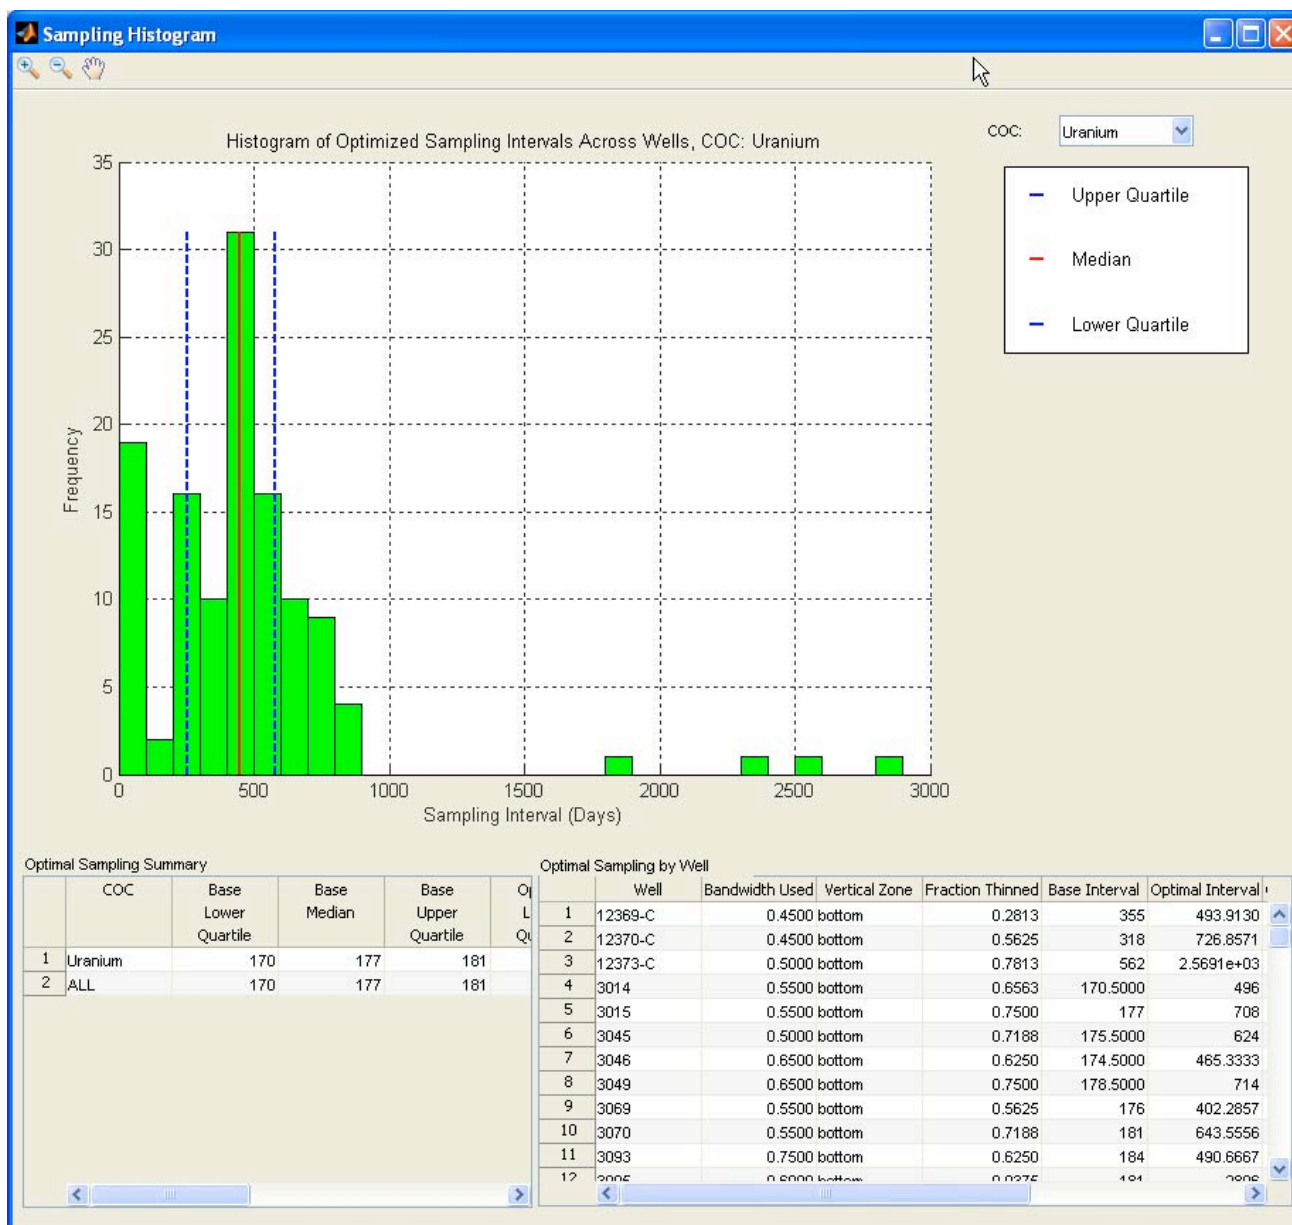 Sampling Histogram
Histogram of Optimized Sampling Intervals Across Wells, COC: Uranium
COC: Uranium
Upper Quartile
Median
Lower Quartile
35
30
25
20
15
10
5
0
Frequency
0 500 1000 1500 2000 2500 3000
Sampling Interval (Days)
Optimal Sampling Summary
COC Base Base Base
Lower Median Upper
Quartile Quartile
1 Uranium 170 177 181
2 ALL 170 177 181
Optimal Sampling by Well
Well Bandwidth Used Vertical Zone Fraction Thinned Base Interval Optimal Interval
1 12369-C 0.4500 bottom 0.2813 355 493.9130
2 12370-C 0.4500 bottom 0.5625 318 726.8571
3 12373-C 0.5000 bottom 0.7813 562 2.5691e+03
4 3014 0.5500 bottom 0.6563 170.5000 496
5 3015 0.5500 bottom 0.7500 177 708
6 3045 0.5000 bottom 0.7188 175.5000 624
7 3046 0.6500 bottom 0.6250 174.5000 465.3333
8 3049 0.6500 bottom 0.7500 178.5000 714
9 3069 0.5500 bottom 0.5625 176 402.2857
10 3070 0.5500 bottom 0.7188 181 643.5556
11 3093 0.7500 bottom 0.6250 184 490.6667
12